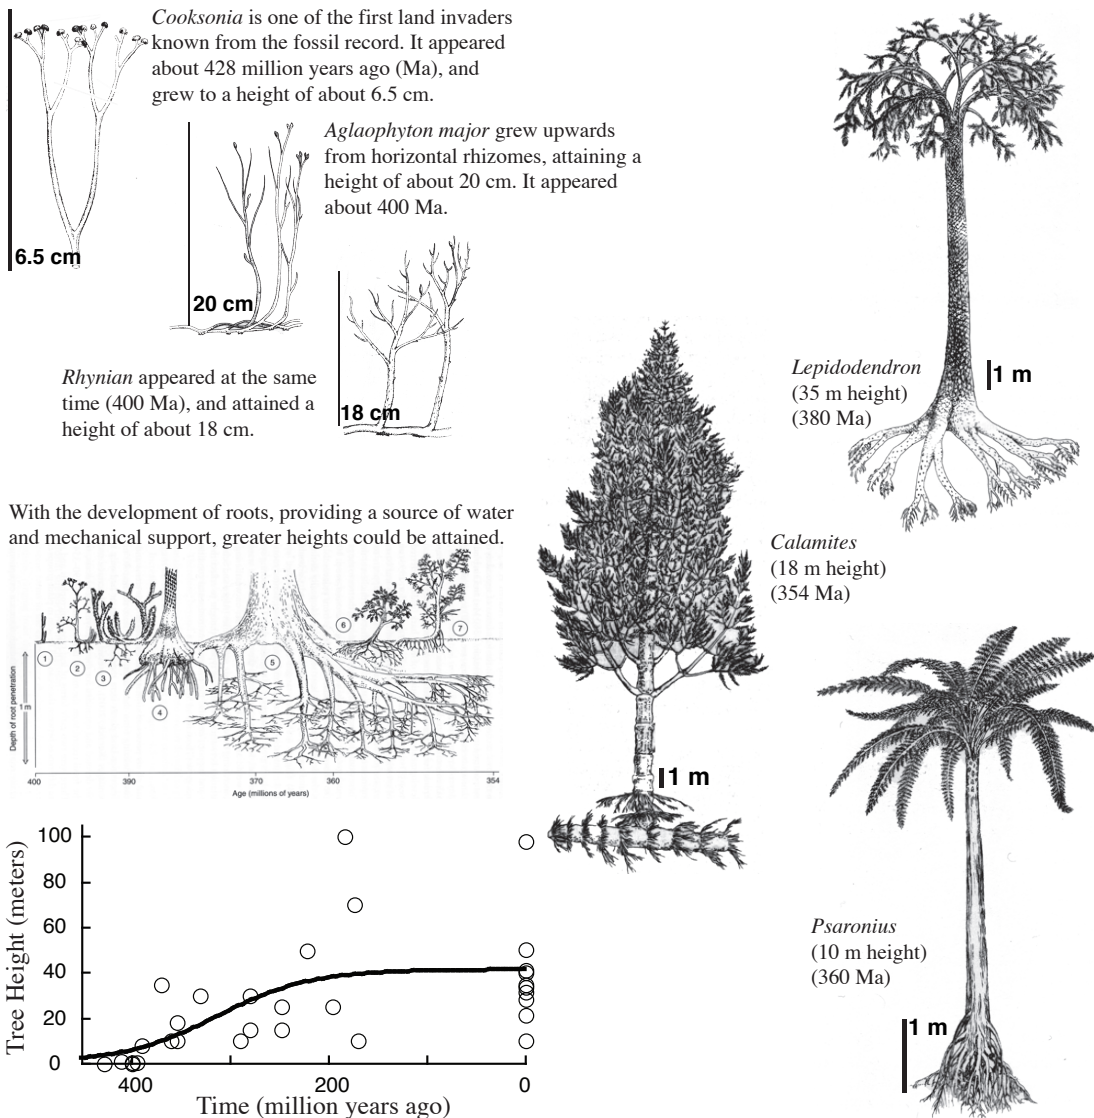 Cooksonia is one of the first land invaders
known from the fossil record. It appeared
about 428 million years ago (Ma), and
grew to a height of about 6.5 cm.
6.5 cm
Aglaophyton major grew upwards
from horizontal rhizomes, attaining a
height of about 20 cm. It appeared
about 400 Ma.
20 cm
Rhynian appeared at the same
time (400 Ma), and attained a
height of about 18 cm.
18 cm
Lepidodendron
(35 m height)
(380 Ma)
1 m
With the development of roots, providing a source of water
and mechanical support, greater heights could be attained.
1
2
3
4
5
6
7
Depth of root penetration
1 m
400
390
370
360
354
Age (millions of years)
Calamites
(18 m height)
(354 Ma)
1 m
Psaronius
(10 m height)
(360 Ma)
1 m
Tree Height (meters)
100
80
60
40
20
0
400
200
0
Time (million years ago)